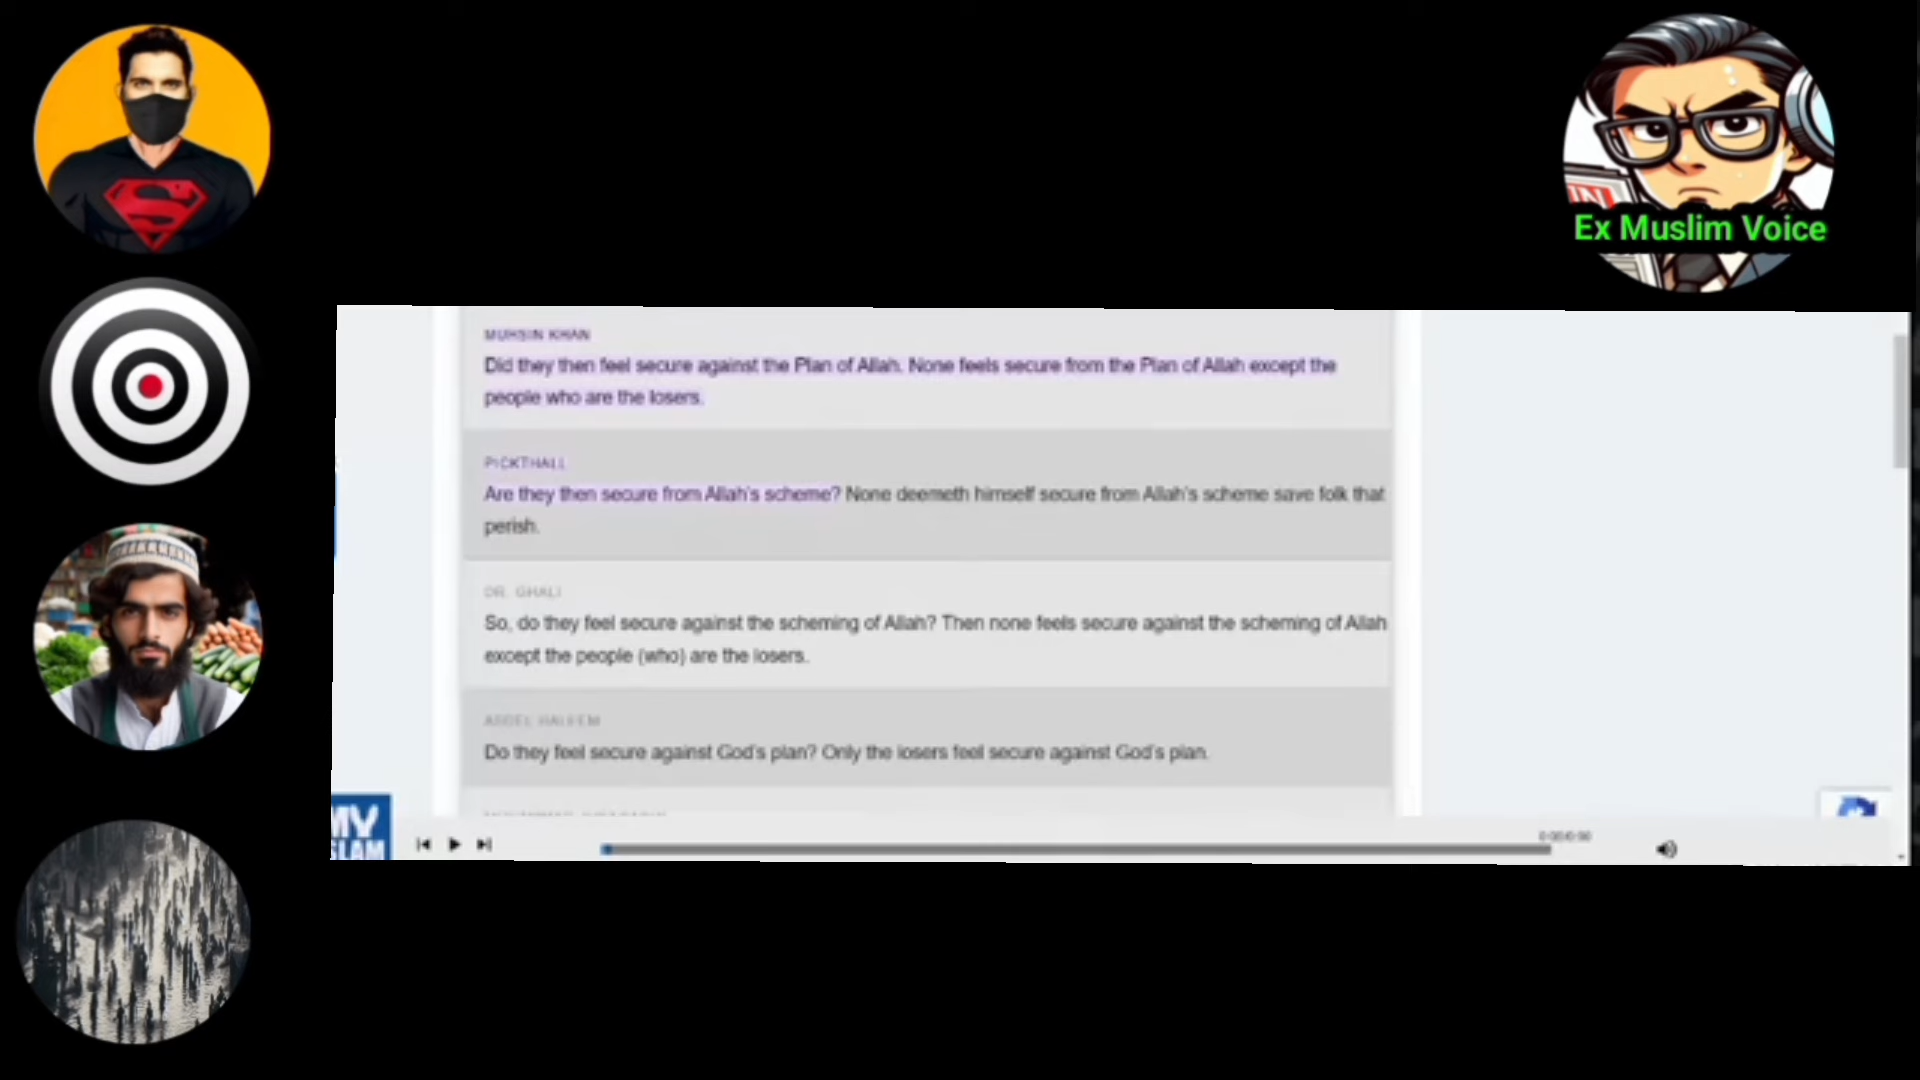 IN
Ex Muslim Voice
MUHSIN KHAN
Did they then feel secure against the Plan of Allah. None feels secure from the Plan of Allah except the
people who are the losers.
PICKTHALL
Are they then secure from Allah's scheme? None deemeth himself secure from Allah's scheme save folk that
perish.
DR. GHALI
So, do they feel secure against the scheming of Allah? Then none feels secure against the scheming of Allah
except the people (who) are the losers.
ABDEL HALEEM
Do they feel secure against God's plan? Only the losers feel secure against God's plan.
MY
ISLAM